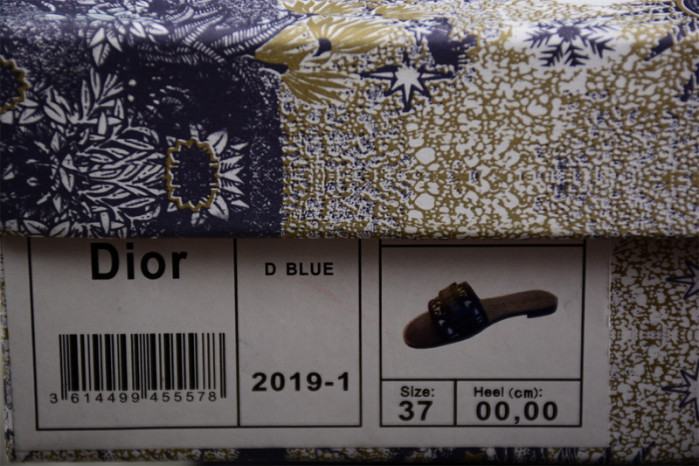 Dior
3 614499 455578
D BLUE
2019-1
Size:
37
Heel (cm):
00,00